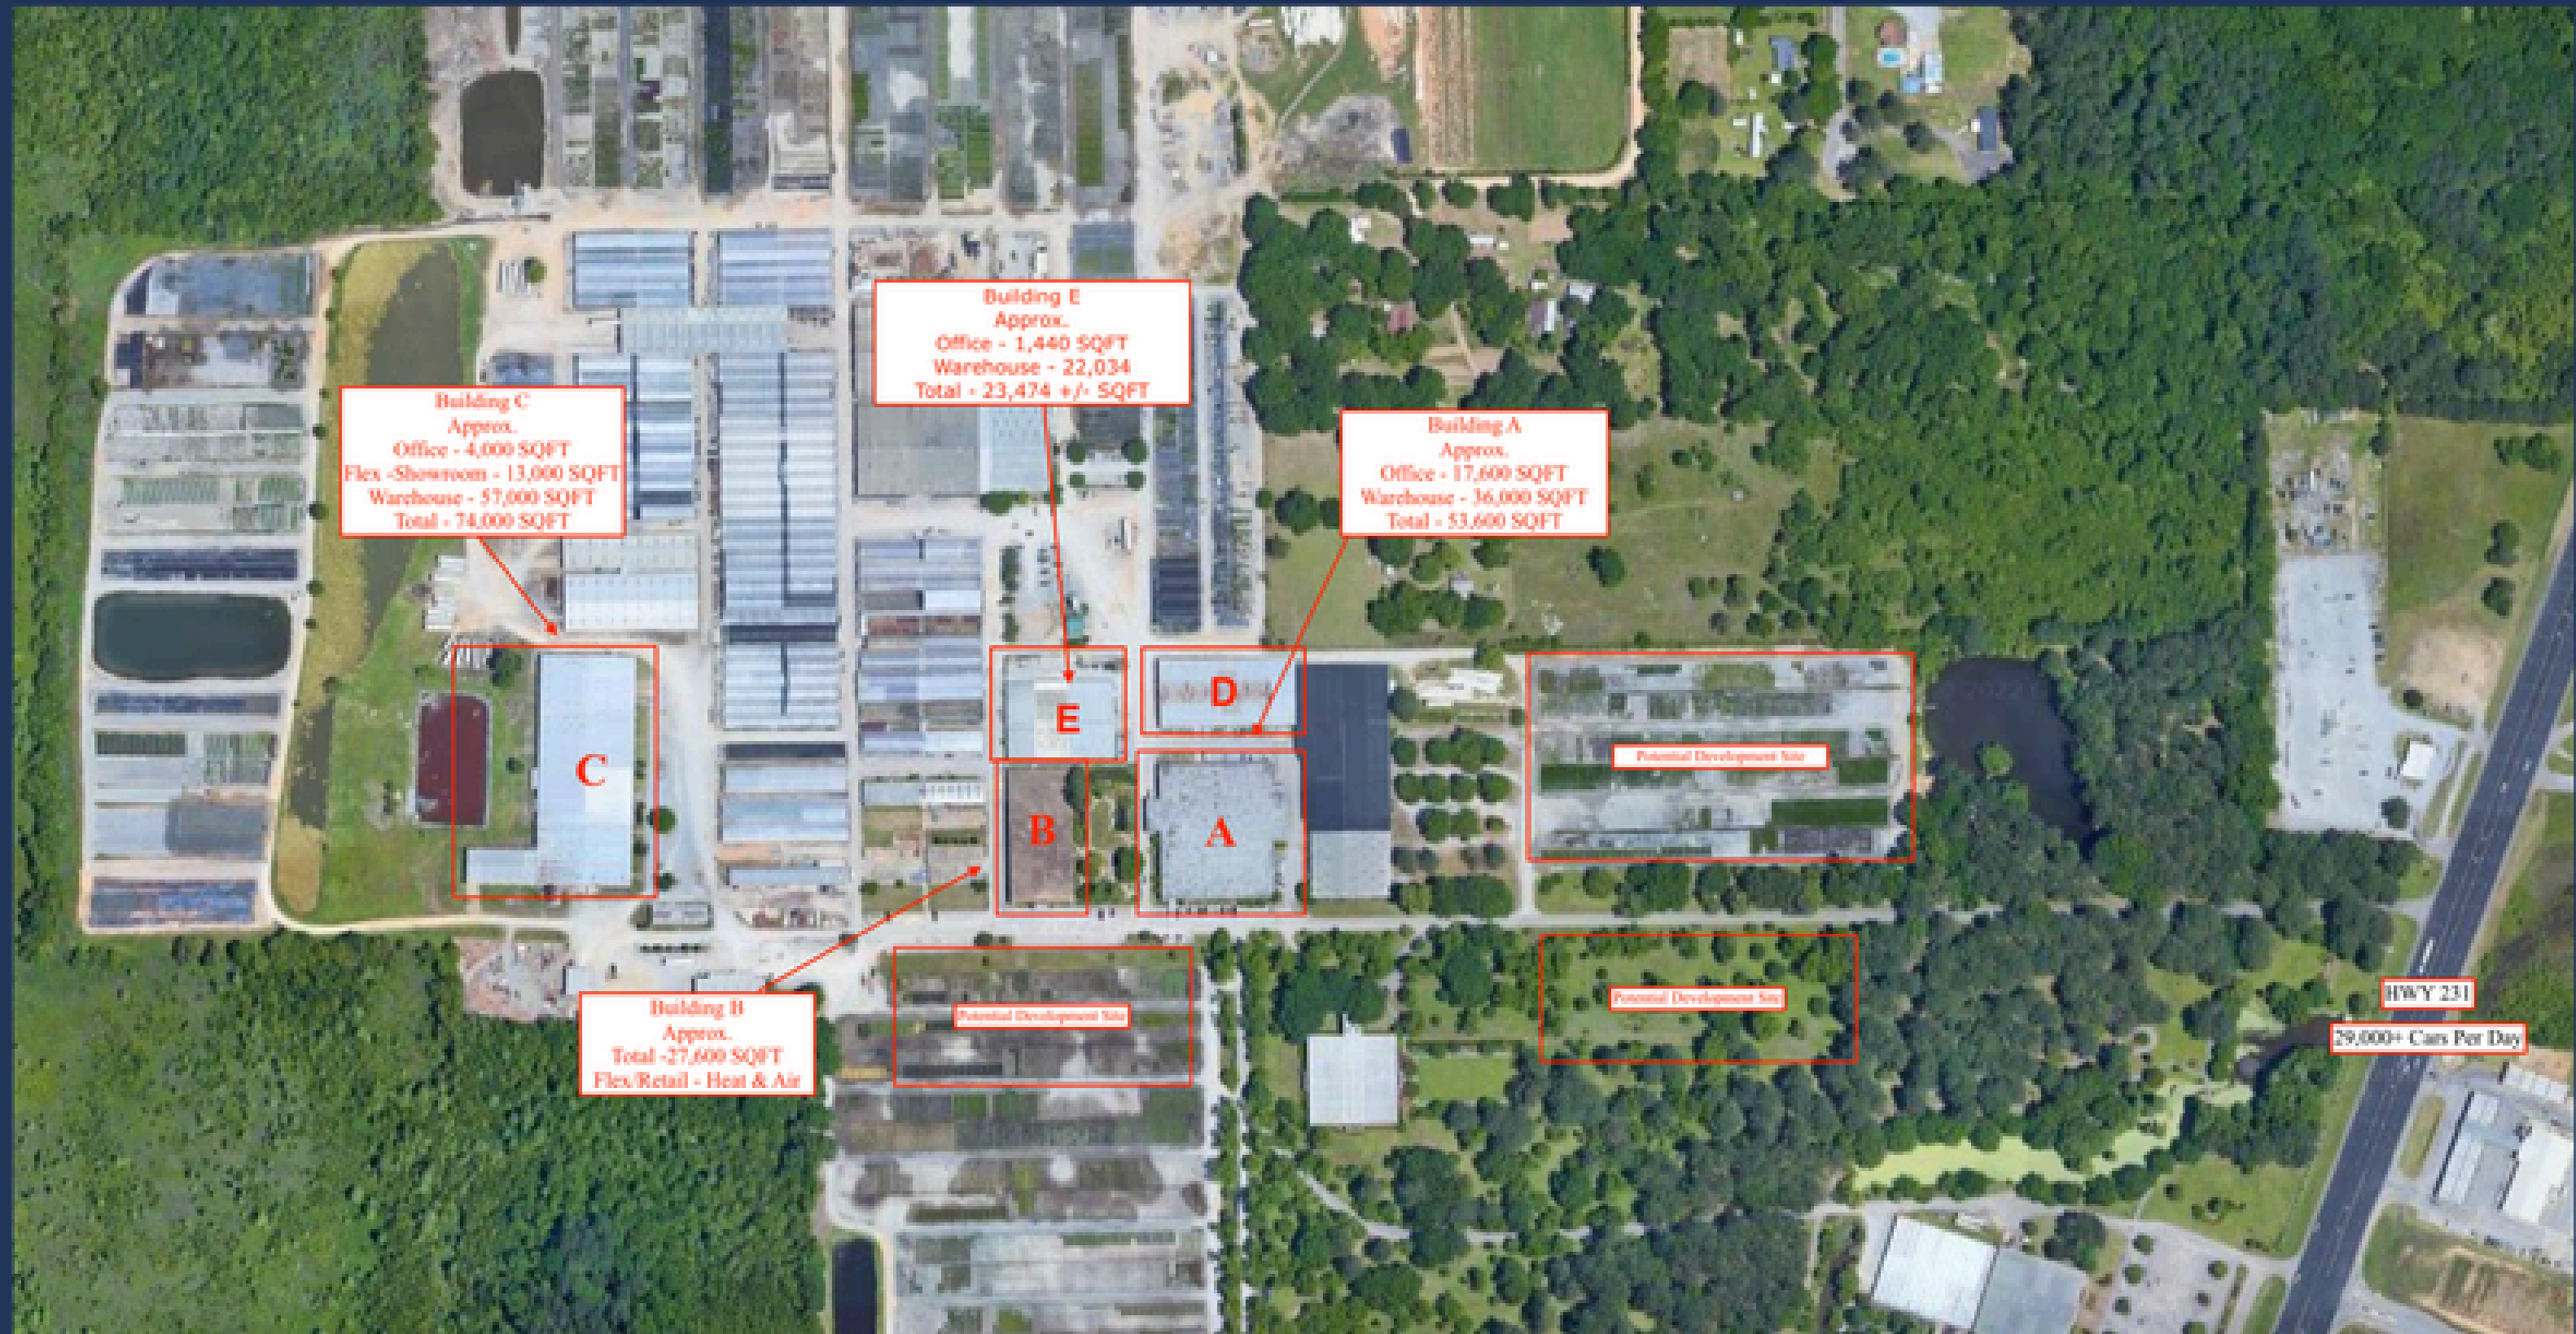 Building E
Approx.
Office - 1,440 SQFT
Warehouse - 22,034
Total - 23,474 +/- SQFT
Building C
Approx.
Office - 4,000 SQFT
Flex -Showroom - 13,000 SQFT
Warehouse - 57,000 SQFT
Total - 74,000 SQFT
Building A
Approx.
Office - 17,600 SQFT
Warehouse - 36,000 SQFT
Total - 53,600 SQFT
D
E
C
B
A
Potential Development Site
Potential Development Site
Potential Development Site
Building B
Approx.
Total -27,600 SQFT
Flex/Retail - Heat & Air
HWY 231
29,000+ Cars Per Day